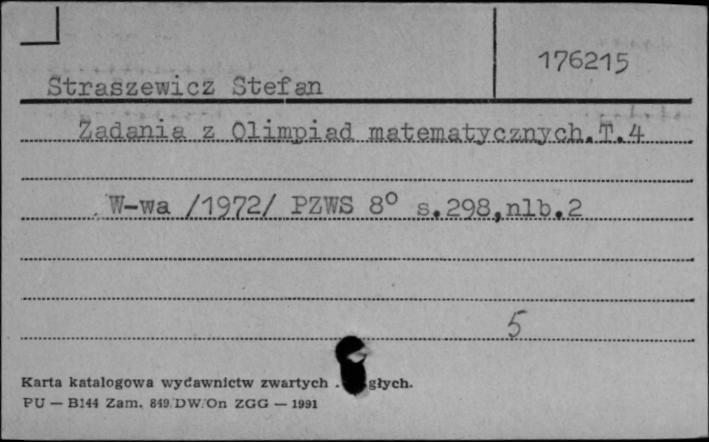 176215
Straszewicz Stefan
Zadania z Olimpiad matematycznych.T.4
W-wa /1972/ PZWS 8° s.298,nlb.2
5
Karta katalogowa wydawnictw zwartych . głych.
PU — B144 Zam. 849 DW/On ZGG — 1991